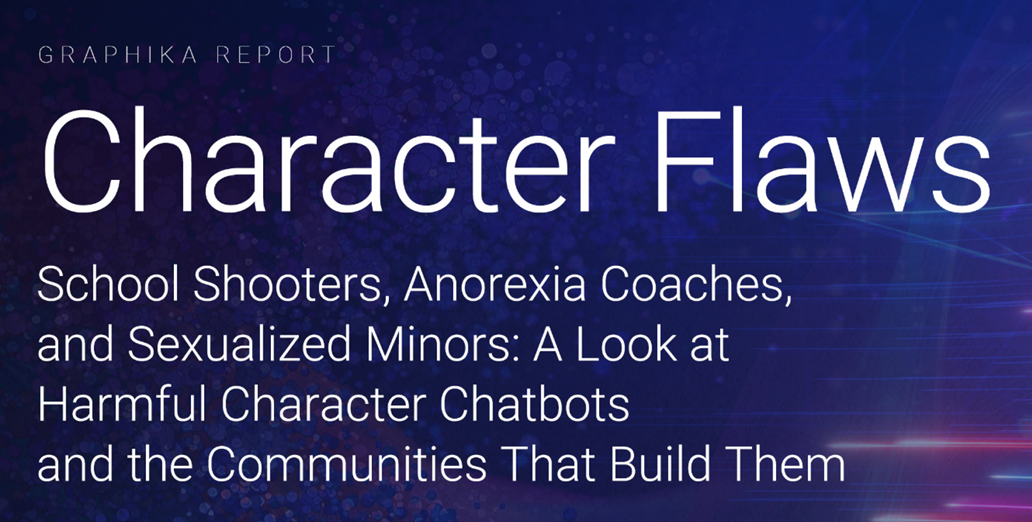 GRAPHIKA REPORT
Character Flaws
School Shooters, Anorexia Coaches,
and Sexualized Minors: A Look at
Harmful Character Chatbots
and the Communities That Build Them